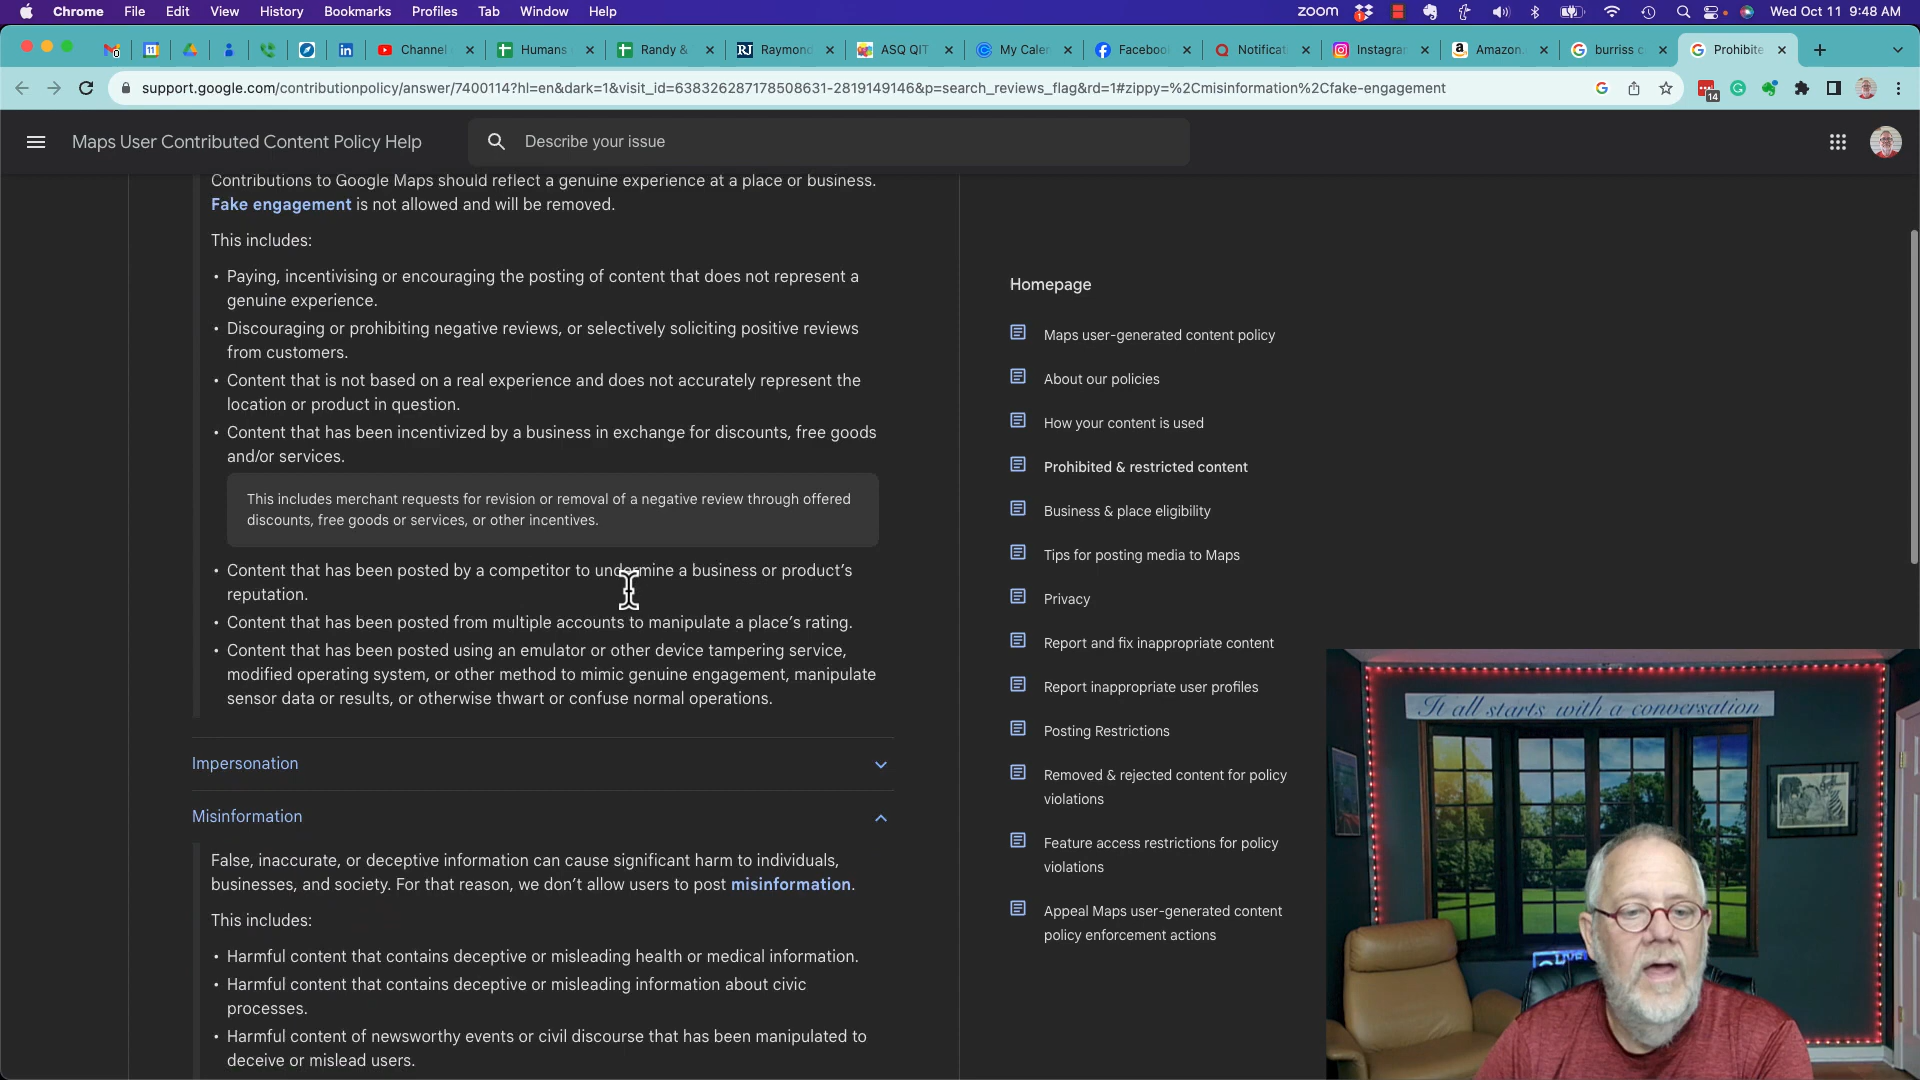 Chrome File Edit View History Bookmarks Profiles Tab Window Help zoom Wed Oct 11 9:48 AM
Channel Humans Randy & Raymond ASQ QIT My Caler Faceboo Notificat Instagra Amazon. burriss c Prohibite
support.google.com/contributionpolicy/answer/7400114?hl=en&dark=1&visit_id=638326287178508631-2819149146&p=search_reviews_flag&rd=1#zippy=%2Cmisinformation%2Cfake-engagement
14
Maps User Contributed Content Policy Help
Describe your issue
Contributions to Google Maps should reflect a genuine experience at a place or business.
Fake engagement is not allowed and will be removed.
This includes:
• Paying, incentivising or encouraging the posting of content that does not represent a
genuine experience.
• Discouraging or prohibiting negative reviews, or selectively soliciting positive reviews
from customers.
• Content that is not based on a real experience and does not accurately represent the
location or product in question.
• Content that has been incentivized by a business in exchange for discounts, free goods
and/or services.
This includes merchant requests for revision or removal of a negative review through offered
discounts, free goods or services, or other incentives.
• Content that has been posted by a competitor to undermine a business or product's
reputation.
• Content that has been posted from multiple accounts to manipulate a place's rating.
• Content that has been posted using an emulator or other device tampering service,
modified operating system, or other method to mimic genuine engagement, manipulate
sensor data or results, or otherwise thwart or confuse normal operations.
Impersonation
Misinformation
False, inaccurate, or deceptive information can cause significant harm to individuals,
businesses, and society. For that reason, we don't allow users to post misinformation.
This includes:
• Harmful content that contains deceptive or misleading health or medical information.
• Harmful content that contains deceptive or misleading information about civic
processes.
• Harmful content of newsworthy events or civil discourse that has been manipulated to
deceive or mislead users.
Homepage
Maps user-generated content policy
About our policies
How your content is used
Prohibited & restricted content
Business & place eligibility
Tips for posting media to Maps
Privacy
Report and fix inappropriate content
Report inappropriate user profiles
Posting Restrictions
Removed & rejected content for policy
violations
Feature access restrictions for policy
violations
Appeal Maps user-generated content
policy enforcement actions
It all starts with a conversation